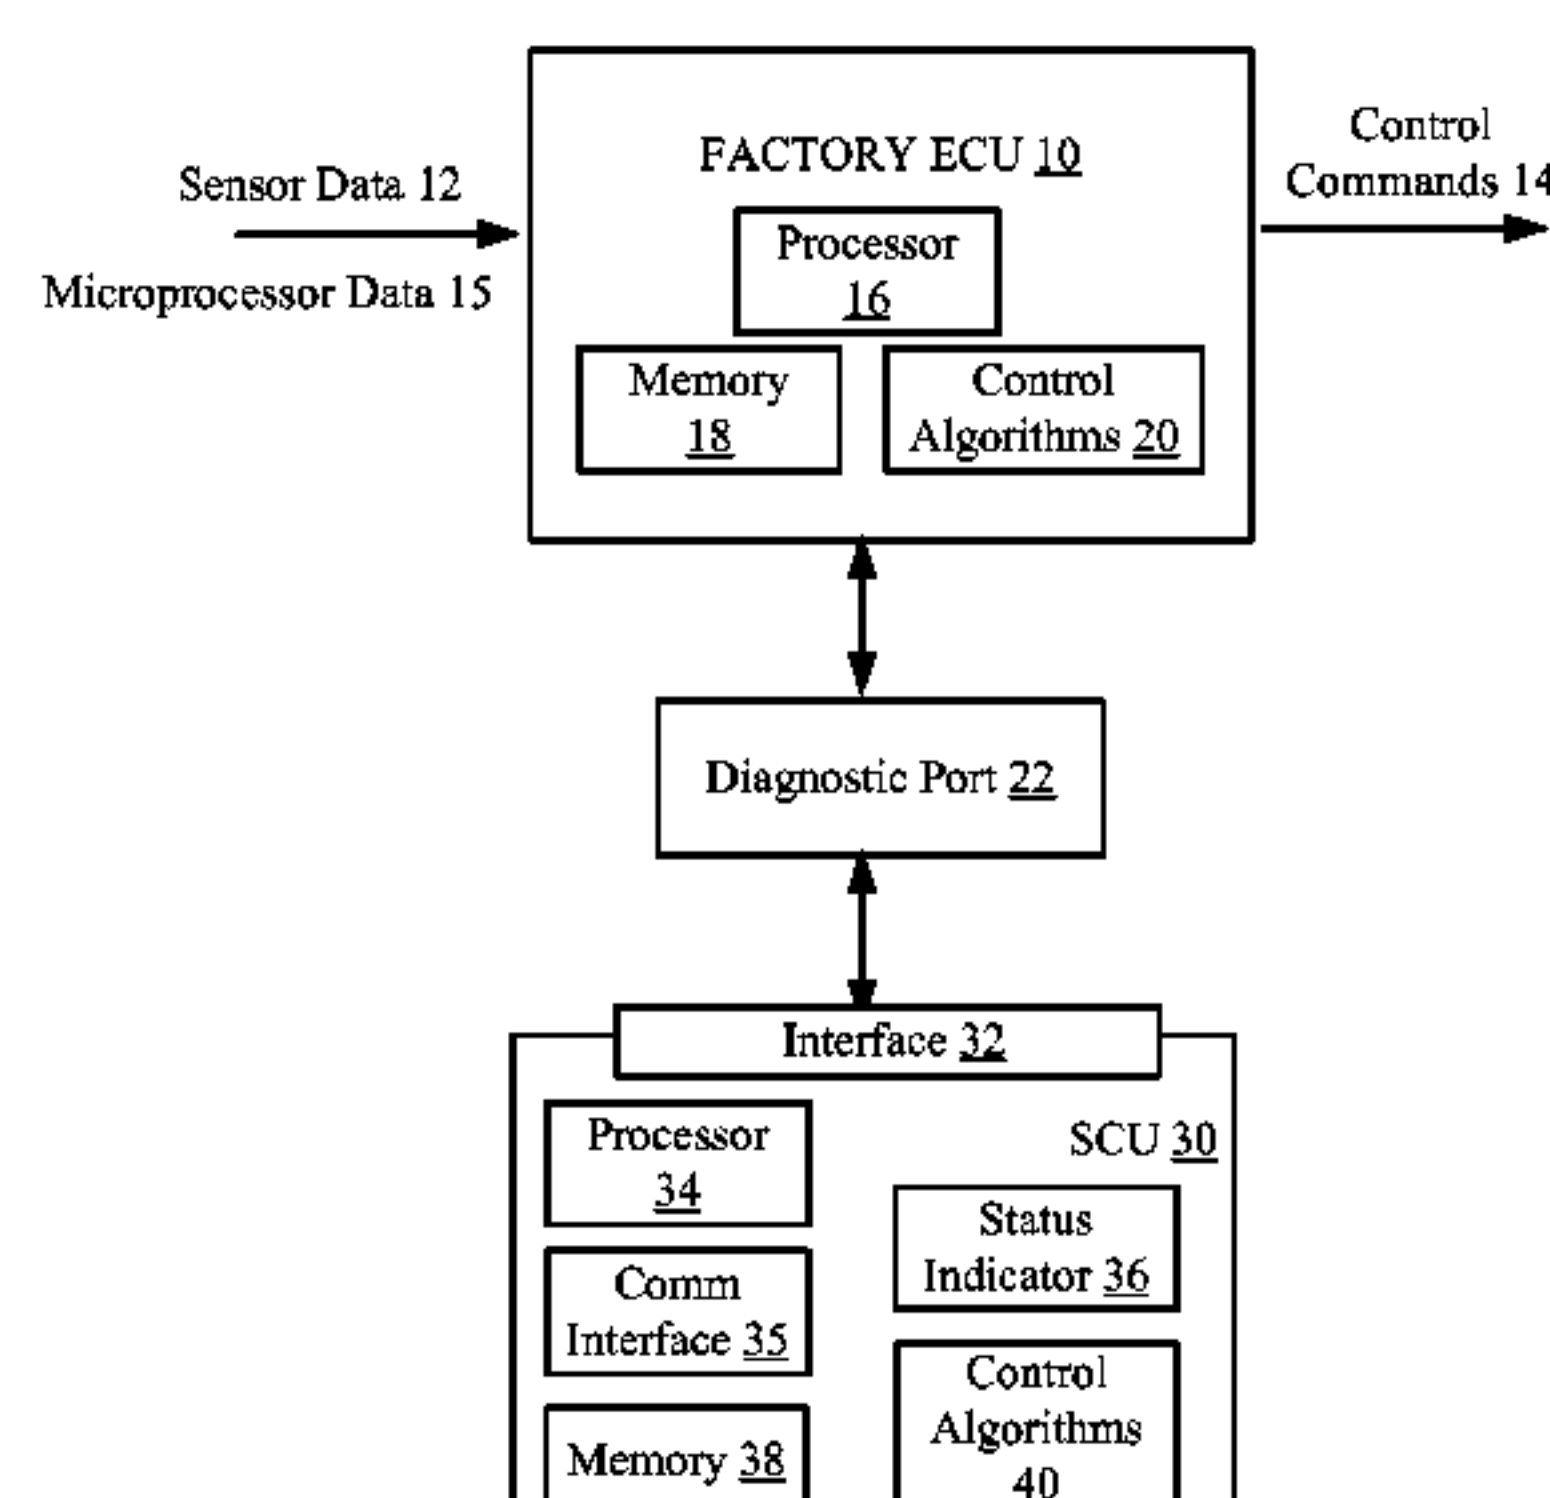 FACTORY ECU 10
Sensor Data 12
Microprocessor Data 15
Control
Commands 14
Processor
16
Memory
18
Control
Algorithms 20
Diagnostic Port 22
Interface 32
SCU 30
Processor
34
Status
Indicator 36
Comm
Interface 35
Control
Algorithms
40
Memory 38